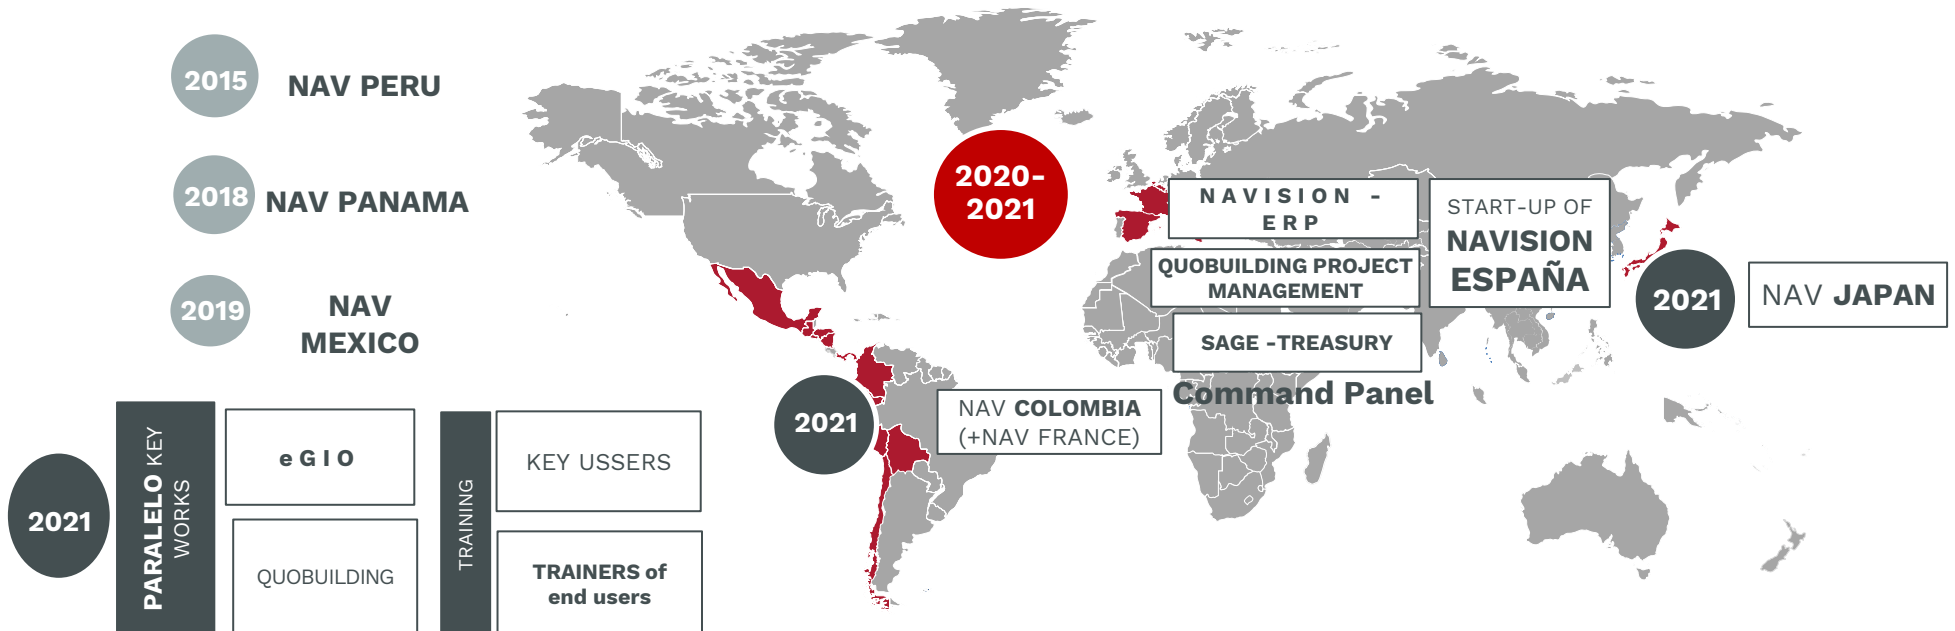 2015
NAV PERU
2018
NAV PANAMA
2019
NAV
MEXICO
2020-
2021
NAVISION -
ERP
QUOBUILDING PROJECT
MANAGEMENT
SAGE -TREASURY
Command Panel
START-UP OF
NAVISION
ESPAÑA
2021
NAV JAPAN
2021
NAV COLOMBIA
(+NAV FRANCE)
2021
PARALELO KEY
WORKS
eGIO
QUOBUILDING
TRAINING
KEY USSERS
TRAINERS of
end users